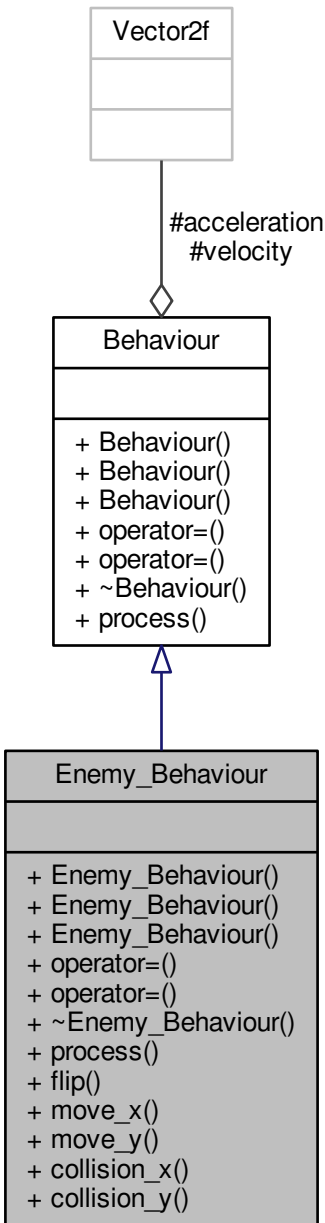 Vector2f
#acceleration
#velocity
Behaviour
+ Behaviour()
+ Behaviour()
+ Behaviour()
+ operator=()
+ operator=()
+ ~Behaviour()
+ process()
Enemy_Behaviour
+ Enemy_Behaviour()
+ Enemy_Behaviour()
+ Enemy_Behaviour()
+ operator=()
+ operator=()
+ ~Enemy_Behaviour()
+ process()
+ flip()
+ move_x()
+ move_y()
+ collision_x()
+ collision_y()